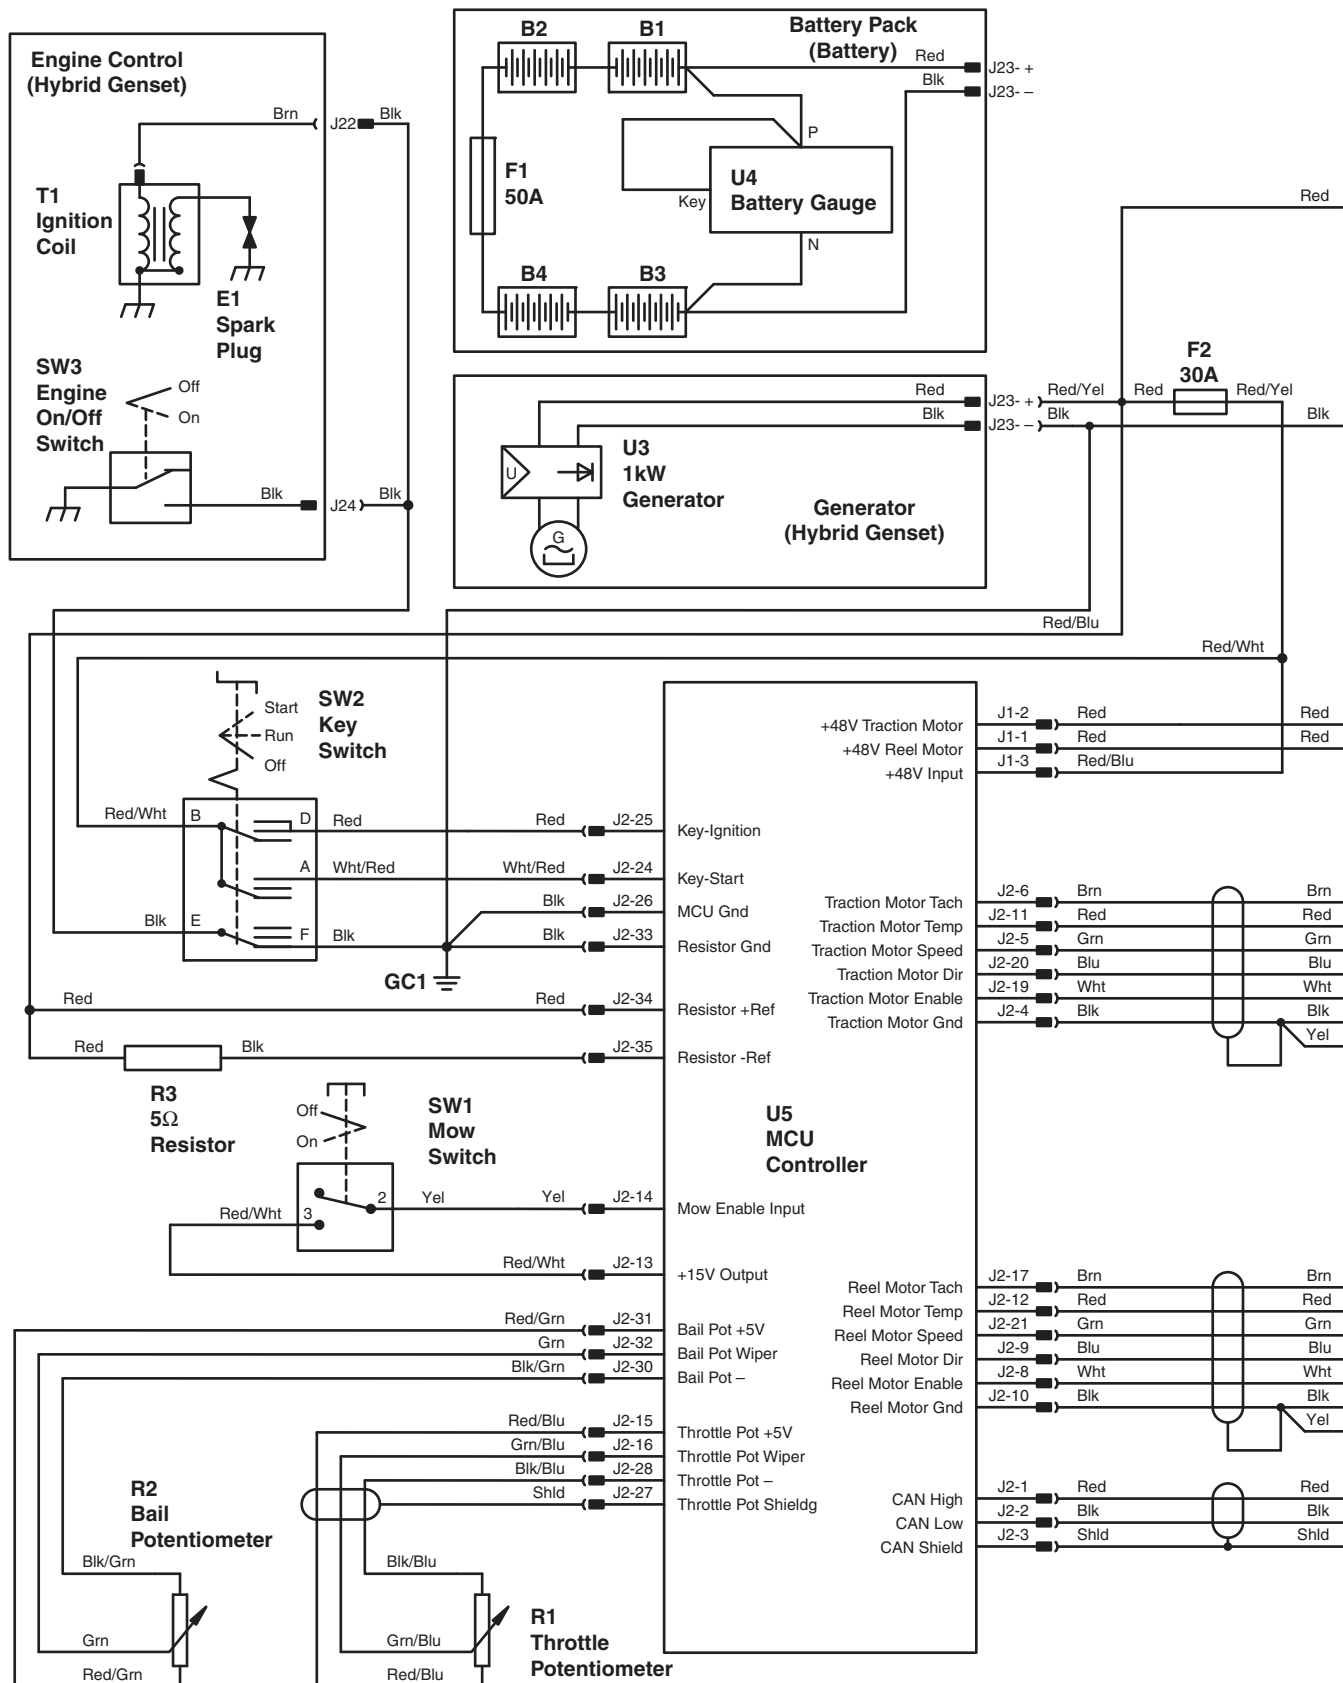 Engine Control
(Hybrid Genset)
Brn
J22
Blk
T1
Ignition
Coil
E1
Spark
Plug
SW3
Engine
On/Off
Switch
Off
On
Blk
J24
Blk
B2
B1
Battery Pack
(Battery)
Red
J23- +
Blk
J23- –
F1
50A
P
U4
Battery Gauge
Key
N
B4
B3
Red
F2
30A
Red
J23- +
Red/Yel
Red
Red/Yel
Blk
J23- –
Blk
Blk
U
G
U3
1kW
Generator
Generator
(Hybrid Genset)
Red/Blu
Red/Wht
SW2
Key
Switch
Start
Run
Off
Red/Wht
B
D
Red
Red
J2-25
Key-Ignition
A
Wht/Red
Wht/Red
J2-24
Key-Start
Blk
J2-26
MCU Gnd
Blk
E
F
Blk
Blk
J2-33
Resistor Gnd
GC1
Red
Red
J2-34
Resistor +Ref
Red
Blk
J2-35
Resistor -Ref
R3
5Ω
Resistor
Off
On
SW1
Mow
Switch
Red/Wht
3
2
Yel
Yel
J2-14
Mow Enable Input
Red/Wht
J2-13
+15V Output
Red/Grn
J2-31
Bail Pot +5V
Grn
J2-32
Bail Pot Wiper
Blk/Grn
J2-30
Bail Pot –
Red/Blu
J2-15
Throttle Pot +5V
Grn/Blu
J2-16
Throttle Pot Wiper
Blk/Blu
J2-28
Throttle Pot –
Shld
J2-27
Throttle Pot Shieldg
R2
Bail
Potentiometer
Blk/Grn
Grn
Red/Grn
Blk/Blu
Grn/Blu
Red/Blu
R1
Throttle
Potentiometer
U5
MCU
Controller
+48V Traction Motor
J1-2
Red
Red
+48V Reel Motor
J1-1
Red
Red
+48V Input
J1-3
Red/Blu
Traction Motor Tach
J2-6
Brn
Brn
Traction Motor Temp
J2-11
Red
Red
Traction Motor Speed
J2-5
Grn
Grn
Traction Motor Dir
J2-20
Blu
Blu
Traction Motor Enable
J2-19
Wht
Wht
Traction Motor Gnd
J2-4
Blk
Blk
Yel
Reel Motor Tach
J2-17
Brn
Brn
Reel Motor Temp
J2-12
Red
Red
Reel Motor Speed
J2-21
Grn
Grn
Reel Motor Dir
J2-9
Blu
Blu
Reel Motor Enable
J2-8
Wht
Wht
Reel Motor Gnd
J2-10
Blk
Blk
Yel
CAN High
J2-1
Red
Red
CAN Low
J2-2
Blk
Blk
CAN Shield
J2-3
Shld
Shld